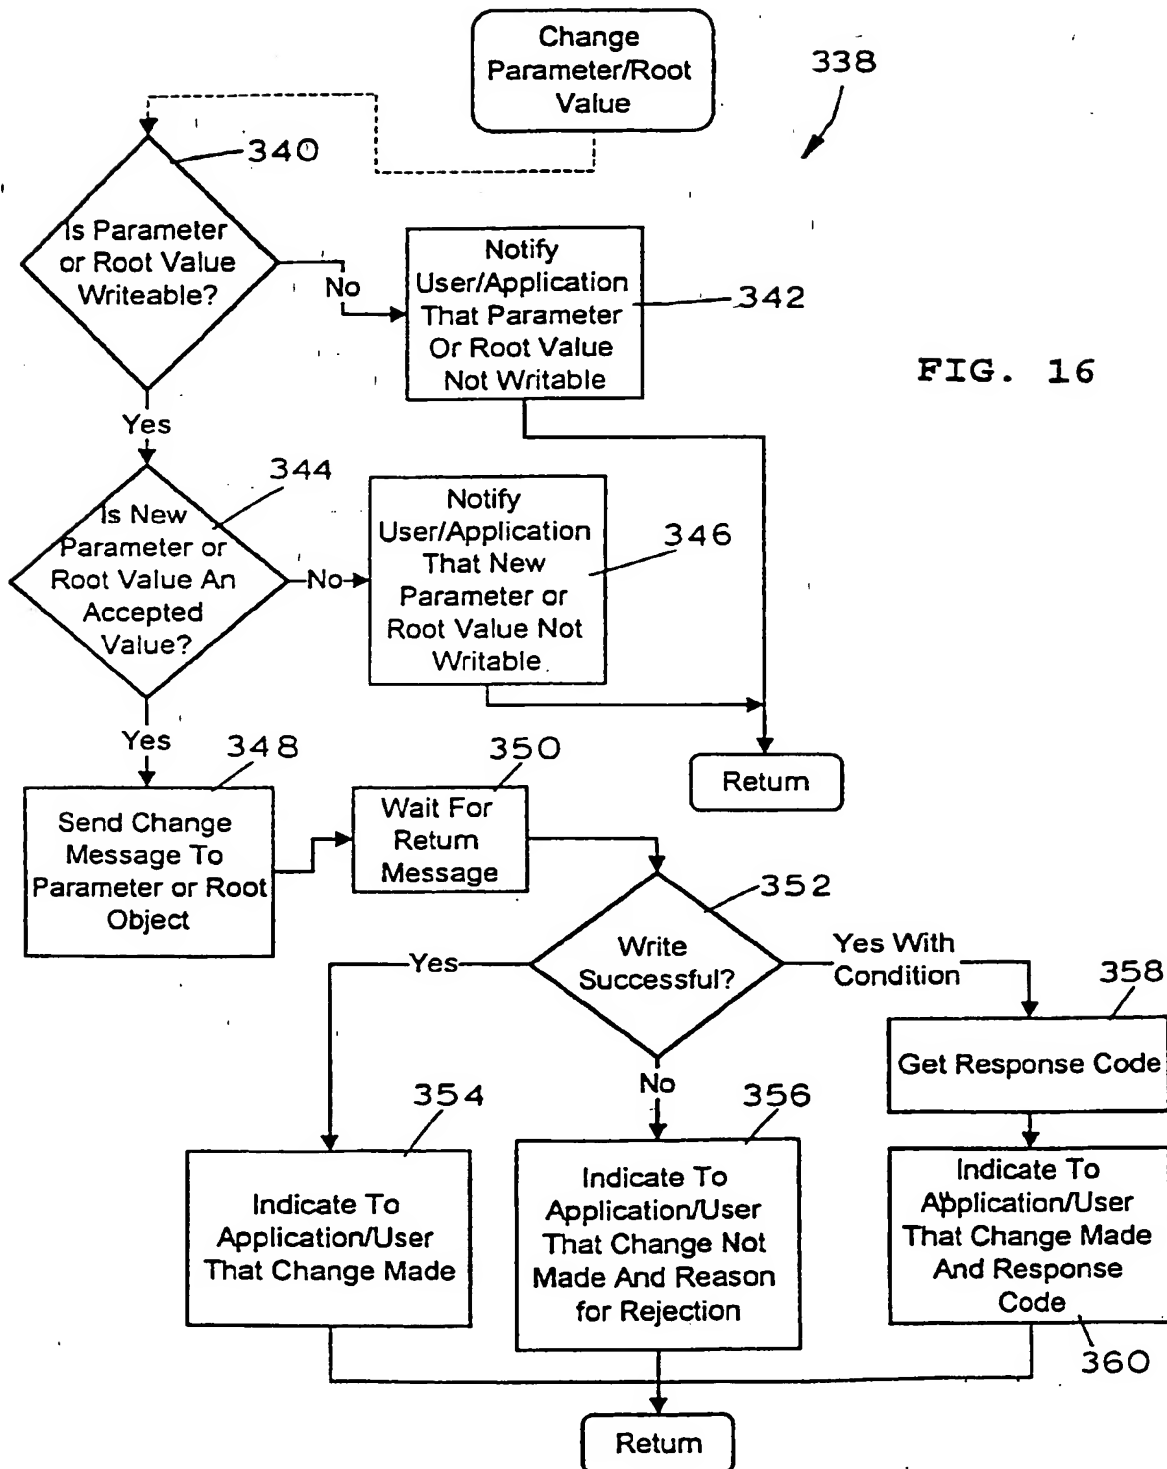 Change
Parameter/Root
Value
338
340
Is Parameter
or Root Value
Writeable?
No
Notify
User/Application
That Parameter
Or Root Value
Not Writable
342
FIG. 16
Yes
344
Is New
Parameter or
Root Value An
Accepted
Value?
No
Notify
User/Application
That New
Parameter or
Root Value Not
Writable
346
Return
Yes
348
Send Change
Message To
Parameter or Root
Object
350
Wait For
Return
Message
352
Write
Successful?
Yes
No
Yes With
Condition
358
Get Response Code
354
Indicate To
Application/User
That Change Made
356
Indicate To
Application/User
That Change Not
Made And Reason
for Rejection
Indicate To
Application/User
That Change Made
And Response
Code
360
Return